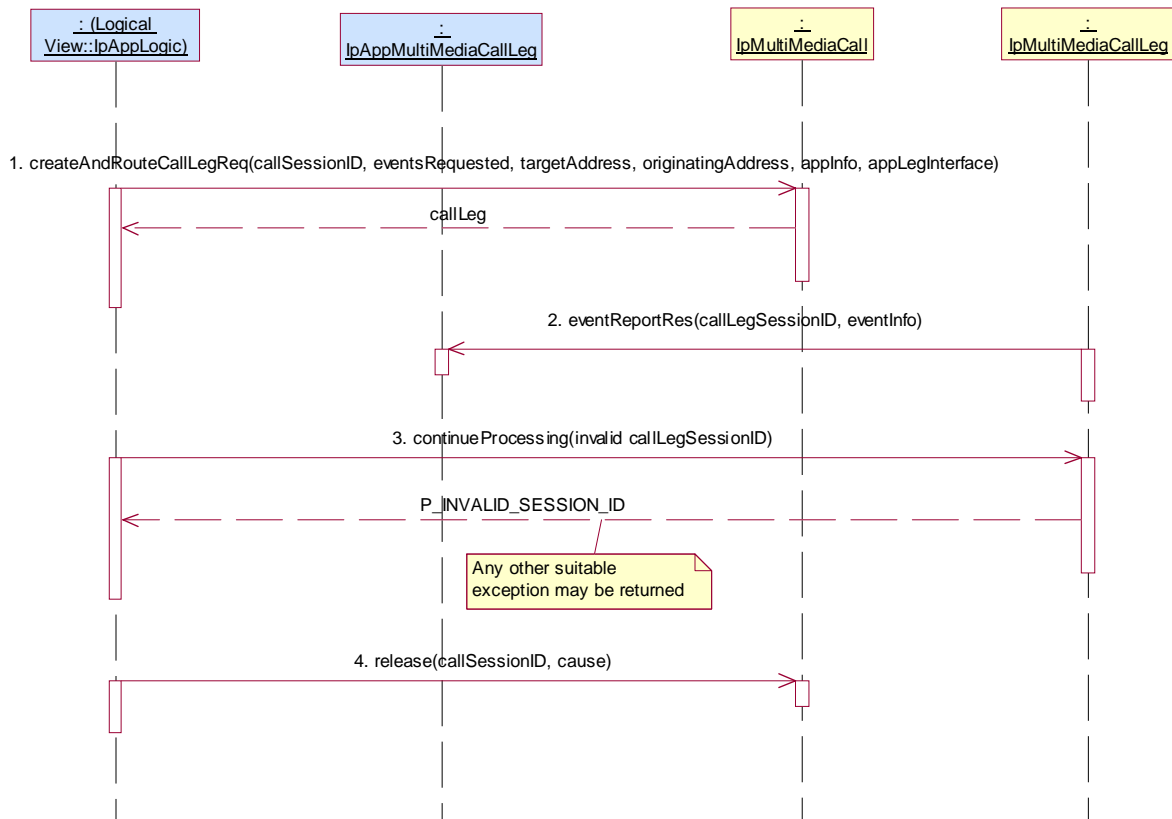 : (Logical
View::IpAppLogic)
:
IpAppMultiMediaCallLeg
:
IpMultiMediaCall
:
IpMultiMediaCallLeg
1. createAndRouteCallLegReq(callSessionID, eventsRequested, targetAddress, originatingAddress, appInfo, appLegInterface)
callLeg
2. eventReportRes(callLegSessionID, eventInfo)
3. continueProcessing(invalid callLegSessionID)
P_INVALID_SESSION_ID
Any other suitable
exception may be returned
4. release(callSessionID, cause)